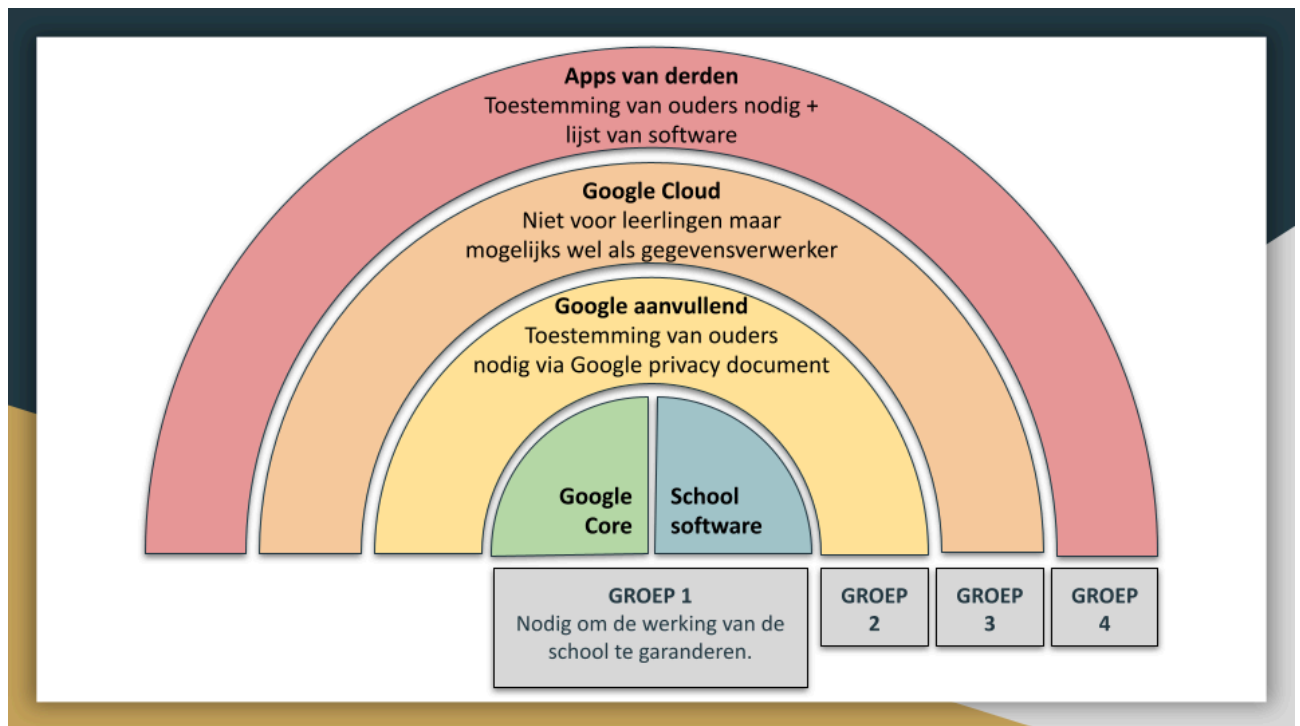 Apps van derden
Toestemming van ouders nodig +
lijst van software
Google Cloud
Niet voor leerlingen maar
mogelijks wel als gegevensverwerker
Google aanvullend
Toestemming van ouders
nodig via Google privacy document
Google
Core
School
software
GROEP 1
Nodig om de werking van de
school te garanderen.
GROEP
2
GROEP
3
GROEP
4